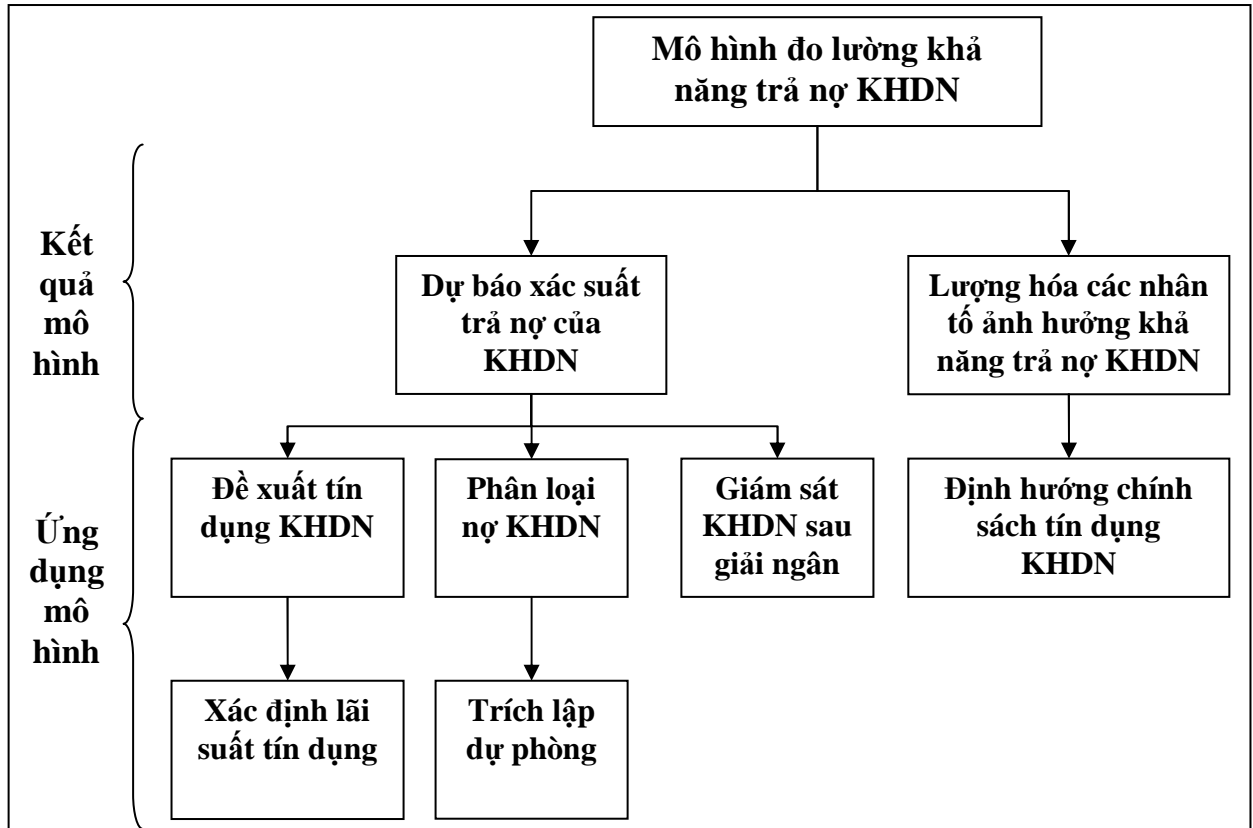 Mô hình đo lường khả
năng trả nợ KHDN
Kết
quả
mô
hình
Dự báo xác suất
trả nợ của
KHDN
Lượng hóa các nhân
tố ảnh hưởng khả
năng trả nợ KHDN
Ứng
dụng
mô
hình
Đề xuất tín
dụng KHDN
Phân loại
nợ KHDN
Giám sát
KHDN sau
giải ngân
Định hướng chính
sách tín dụng
KHDN
Xác định lãi
suất tín dụng
Trích lập
dự phòng